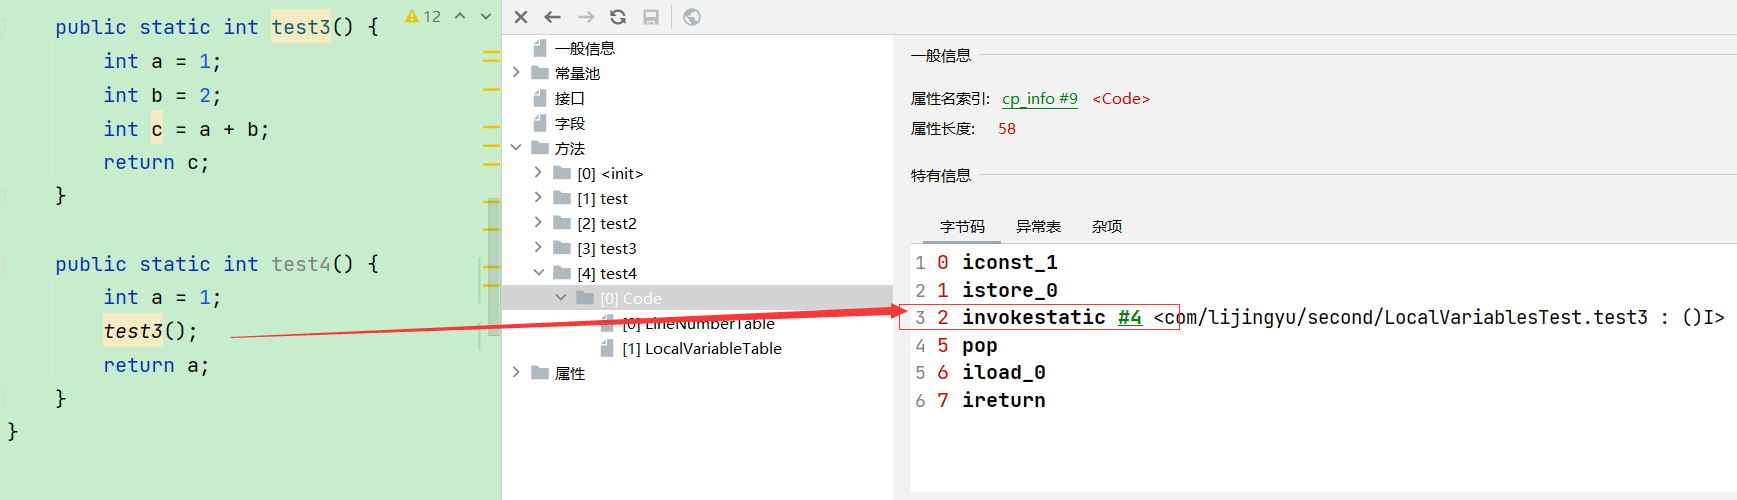 public static int test3() {
int a = 1;
int b = 2;
int c = a + b;
return c;
}
public static int test4() {
int a = 1;
test3();
return a;
}
}
12
一般信息
常量池
接口
字段
方法
[0] <init>
[1] test
[2] test2
[3] test3
[4] test4
[0] Code
[0] LineNumberTable
[1] LocalVariableTable
属性
一般信息
属性名索引: cp_info #9 <Code>
属性长度: 58
特有信息
字节码 异常表 杂项
1 0 iconst_1
2 1 istore_0
3 2 invokestatic #4 <com/lijingyu/second/LocalVariablesTest.test3 : ()I>
4 5 pop
5 6 iload_0
6 7 ireturn